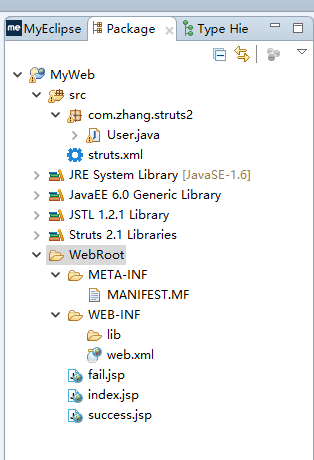 me MyEclipse Package Type Hie
MyWeb
src
com.zhang.struts2
User.java
struts.xml
JRE System Library [JavaSE-1.6]
JavaEE 6.0 Generic Library
JSTL 1.2.1 Library
Struts 2.1 Libraries
WebRoot
META-INF
MANIFEST.MF
WEB-INF
lib
web.xml
fail.jsp
index.jsp
success.jsp